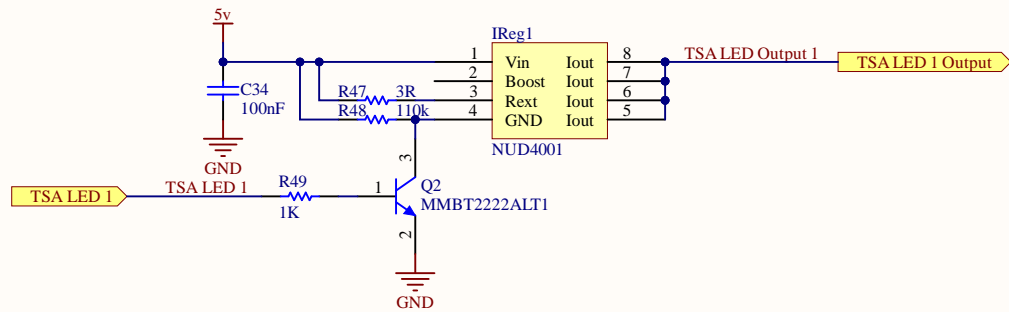 5v
IReg1
1 Vin Iout 8 TSA LED Output 1 TSA LED 1 Output
2 Boost Iout 7
C34 R47 3R 3 Rext Iout 6
100nF R48 110k 4 GND Iout 5
NUD4001
GND
3
TSA LED 1 TSA LED 1 R49 1 Q2
1K MMBT2222ALT1
2
GND